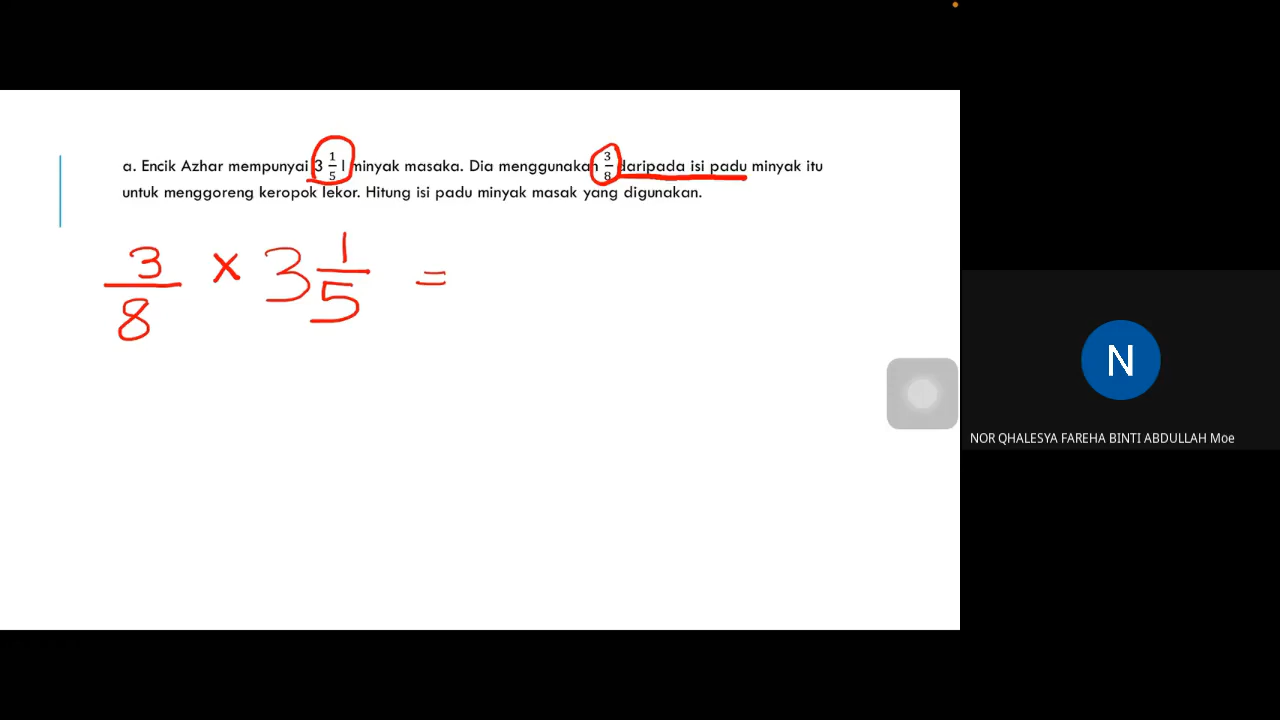 a. Encik Azhar mempunyai 3 1/5 l minyak masaka. Dia menggunakan 3/8 daripada isi padu minyak itu
untuk menggoreng keropok lekor. Hitung isi padu minyak masak yang digunakan.
3/8 × 3 1/5 =
N
NOR QHALESYA FAREHA BINTI ABDULLAH Moe